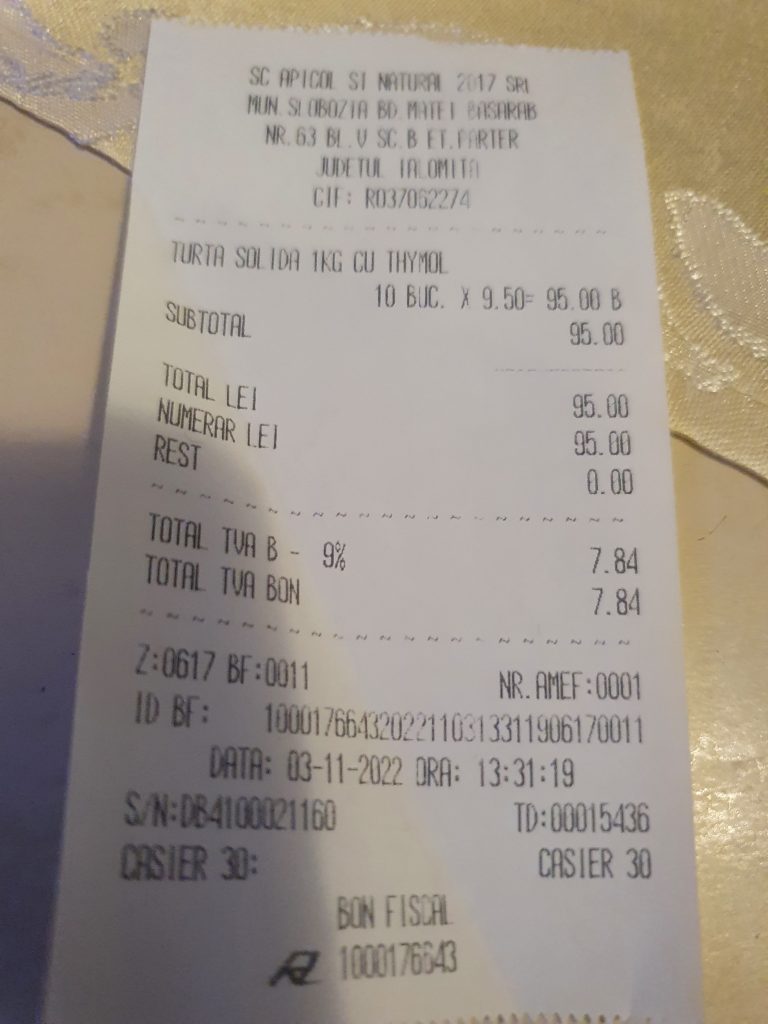 SC APICOL SI NATURAL 2017 SRL
MUN.SLOBOZIA BD.MATEI BASARAB
NR.63 BL.V SC.B ET.PARTER
JUDETUL IALOMITA
CIF: RO37062274
TURTA SOLIDA 1KG CU THYMOL
10 BUC. X 9.50= 95.00 B
SUBTOTAL 95.00
TOTAL LEI 95.00
NUMERAR LEI 95.00
REST 0.00
TOTAL TVA B - 9% 7.84
TOTAL TVA BON 7.84
Z:0617 BF:0011 NR.AMEF:0001
ID BF: 10001766432022110313311906170011
DATA: 03-11-2022 ORA: 13:31:19
S/N:DB4100021160 TD:00015436
CASIER 30: CASIER 30
BON FISCAL
1000176643